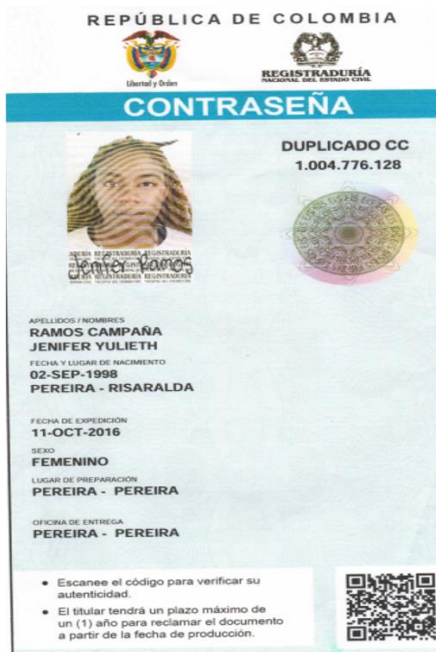 REPÚBLICA DE COLOMBIA
Libertad y Orden
REGISTRADURÍA
NACIONAL DEL ESTADO CIVIL
CONTRASEÑA
DUPLICADO CC
1.004.776.128
Jenifer Ramos
APELLIDOS / NOMBRES
RAMOS CAMPAÑA
JENIFER YULIETH
FECHA Y LUGAR DE NACIMIENTO
02-SEP-1998
PEREIRA - RISARALDA
FECHA DE EXPEDICIÓN
11-OCT-2016
SEXO
FEMENINO
LUGAR DE PREPARACIÓN
PEREIRA - PEREIRA
OFICINA DE ENTREGA
PEREIRA - PEREIRA
• Escanee el código para verificar su
autenticidad.
• El titular tendrá un plazo máximo de
un (1) año para reclamar el documento
a partir de la fecha de producción.